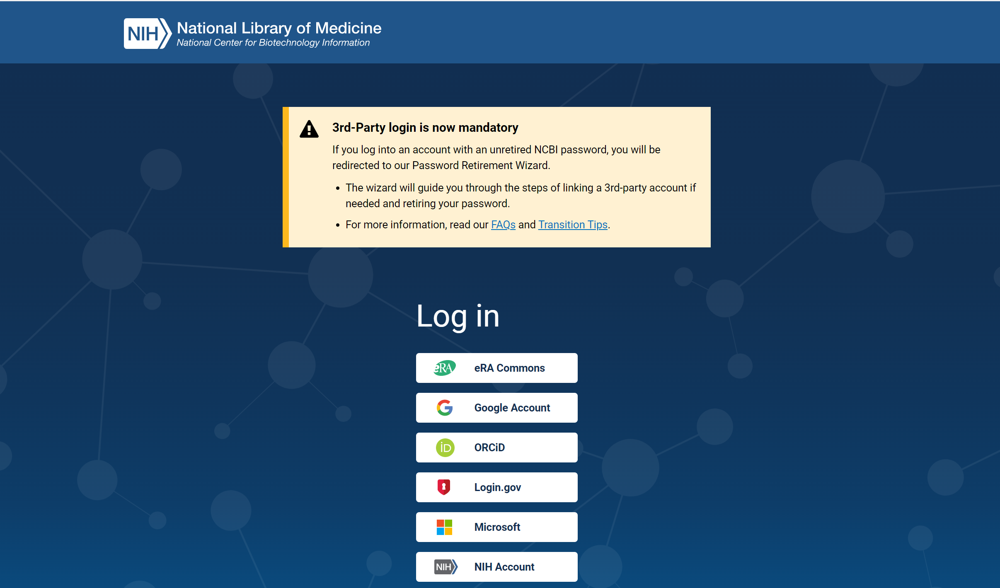 NIH National Library of Medicine
National Center for Biotechnology Information
3rd-Party login is now mandatory
If you log into an account with an unretired NCBI password, you will be
redirected to our Password Retirement Wizard.
• The wizard will guide you through the steps of linking a 3rd-party account if
needed and retiring your password.
• For more information, read our FAQs and Transition Tips.
Log in
eRA eRA Commons
Google Account
iD ORCiD
Login.gov
Microsoft
NIH NIH Account